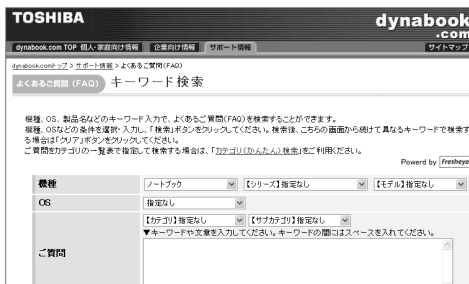 TOSHIBA
dynabook
.com
dynabook.com TOP 個人・家庭向け情報 企業向け情報 サポート情報 サイトマップ
dynabook.comトップ > サポート情報 > よくあるご質問(FAQ)
よくあるご質問 (FAQ) キーワード検索
機種、OS、製品名などのキーワード入力で、よくあるご質問(FAQ)を検索することができます。
機種、OSなどの条件を選択・入力し、「検索」ボタンをクリックしてください。検索後、こちらの画面から続けて異なるキーワードで検索す
る場合は「クリア」ボタンをクリックしてください。
ご質問をカテゴリの一覧表で指定して検索する場合は、「カテゴリ(かんたん)検索」をご利用ください。
Powerd by Fresheye
機種 ノートブック 【シリーズ】指定なし 【モデル】指定なし
OS 指定なし
【カテゴリ】指定なし 【サブカテゴリ】指定なし
▼キーワードや文章を入力してください。キーワードの間にはスペースを入れてください。
ご質問